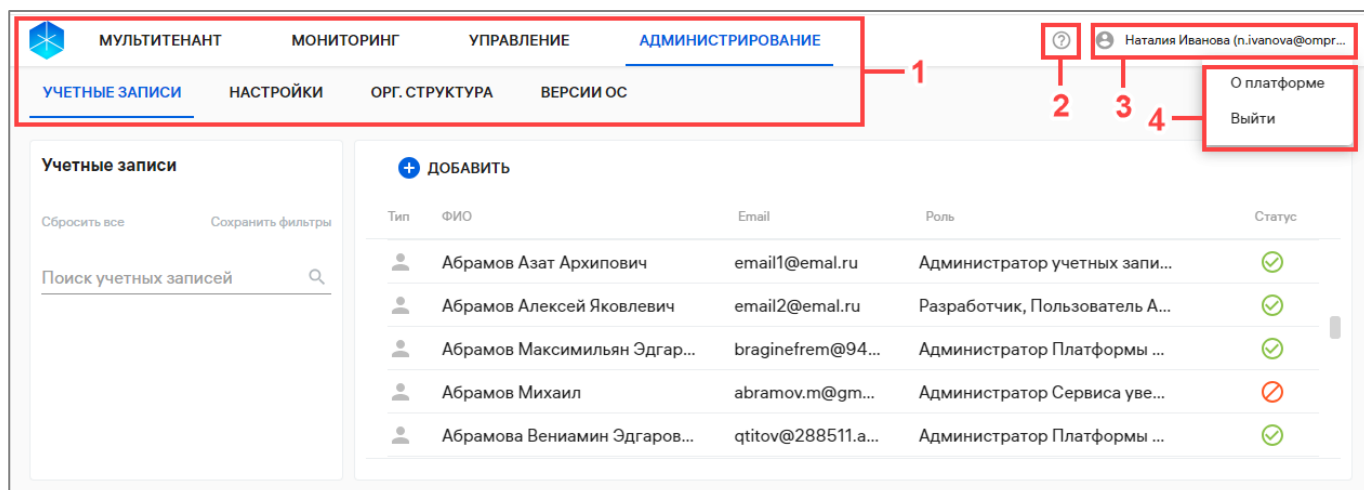 МУЛЬТИТЕНАНТ МОНИТОРИНГ УПРАВЛЕНИЕ АДМИНИСТРИРОВАНИЕ Наталия Иванова (n.ivanova@ompr...
УЧЕТНЫЕ ЗАПИСИ НАСТРОЙКИ ОРГ. СТРУКТУРА ВЕРСИИ ОС
1
2
3
4
О платформе
Выйти
Учетные записи
Сбросить все Сохранить фильтры
Поиск учетных записей
ДОБАВИТЬ
Тип ФИО Email Роль Статус
Абрамов Азат Архипович email1@emal.ru Администратор учетных запи...
Абрамов Алексей Яковлевич email2@emal.ru Разработчик, Пользователь А...
Абрамов Максимильян Эдгар... braginefrem@94... Администратор Платформы ...
Абрамов Михаил abramov.m@gm... Администратор Сервиса уве...
Абрамова Вениамин Эдгаров... qtitov@288511.a... Администратор Платформы ...